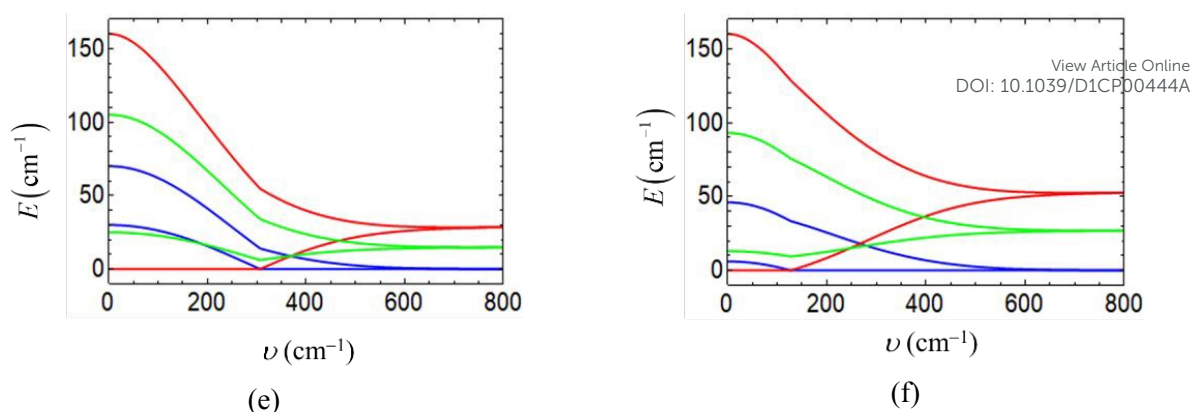 150
100
50
0
E (cm⁻¹)
0 200 400 600 800
υ (cm⁻¹)
(e)
150
100
50
0
E (cm⁻¹)
0 200 400 600 800
υ (cm⁻¹)
(f)
View Article Online
DOI: 10.1039/D1CP00444A